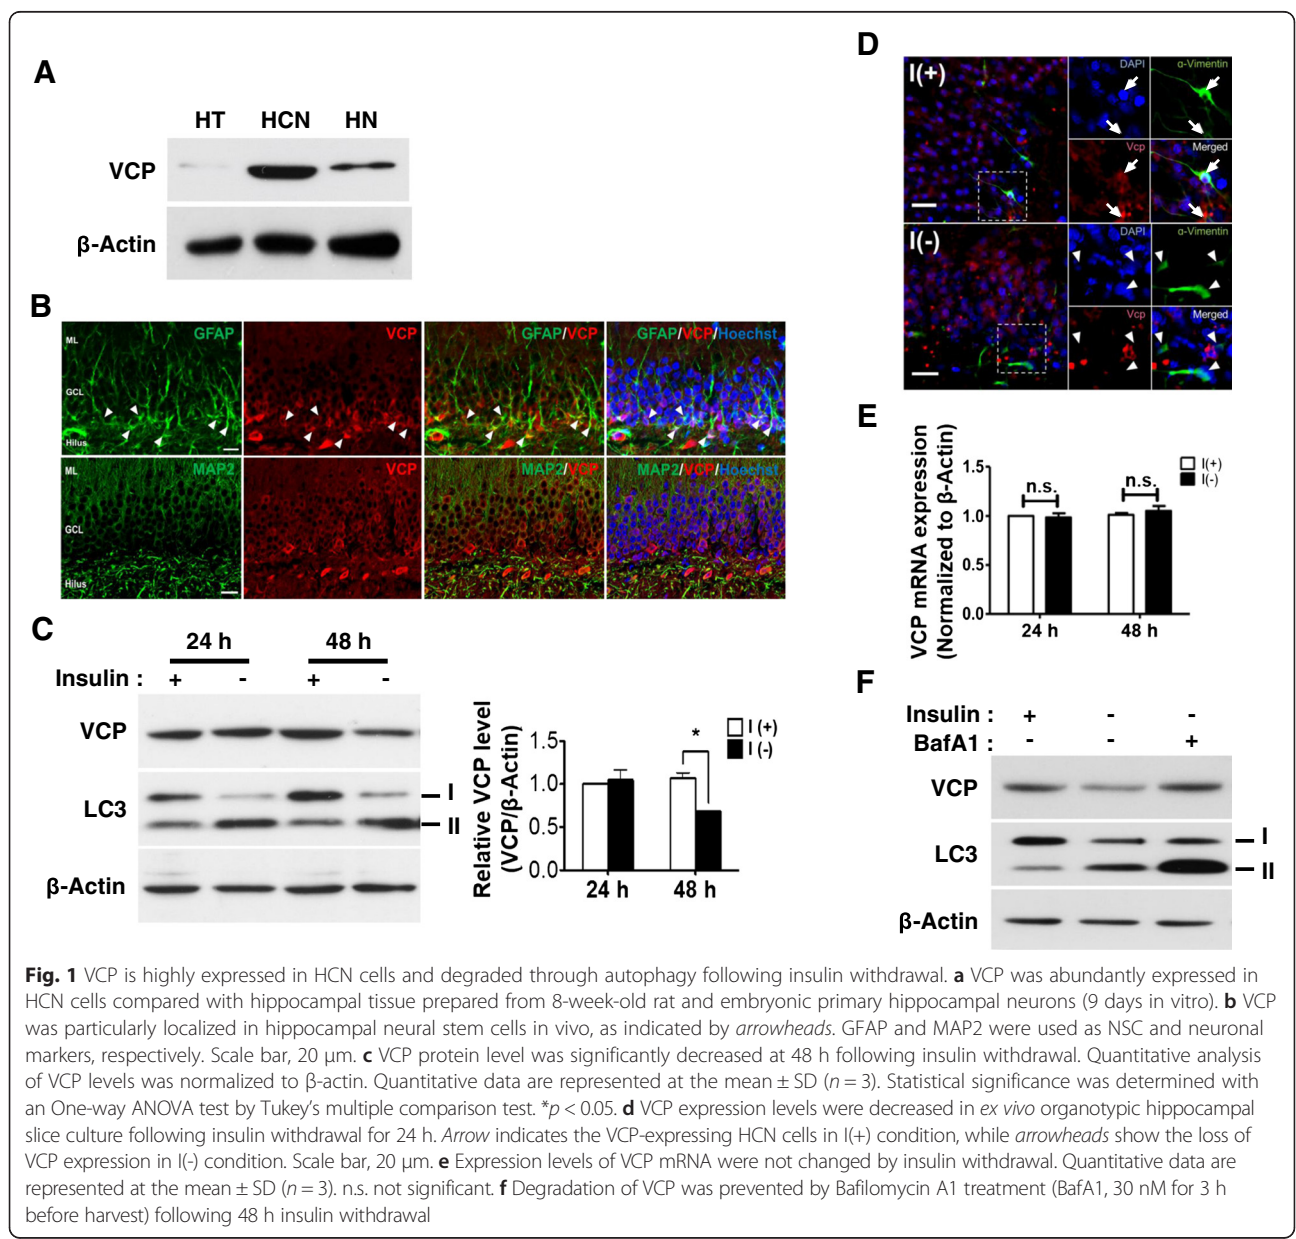 A
HT HCN HN
VCP
β-Actin
B
GFAP VCP GFAP/VCP GFAP/VCP/Hoechst
ML
GCL
Hilus
MAP2 VCP MAP2/VCP MAP2/VCP/Hoechst
ML
GCL
Hilus
C
24 h 48 h
Insulin : + - + -
VCP
LC3
I
II
β-Actin
Relative VCP level
(VCP/β-Actin)
1.5
1.0
0.5
0.0
*
I (+)
I (-)
24 h 48 h
D
I(+)
DAPI α-Vimentin
Vcp Merged
I(-)
DAPI α-Vimentin
Vcp Merged
E
VCP mRNA expression
(Normalized to β-Actin)
1.5
1.0
0.5
0.0
n.s. n.s.
I(+)
I(-)
24 h 48 h
F
Insulin : + - -
BafA1 : - - +
VCP
LC3
I
II
β-Actin
Fig. 1 VCP is highly expressed in HCN cells and degraded through autophagy following insulin withdrawal. a VCP was abundantly expressed in
HCN cells compared with hippocampal tissue prepared from 8-week-old rat and embryonic primary hippocampal neurons (9 days in vitro). b VCP
was particularly localized in hippocampal neural stem cells in vivo, as indicated by arrowheads. GFAP and MAP2 were used as NSC and neuronal
markers, respectively. Scale bar, 20 μm. c VCP protein level was significantly decreased at 48 h following insulin withdrawal. Quantitative analysis
of VCP levels was normalized to β-actin. Quantitative data are represented at the mean ± SD (n = 3). Statistical significance was determined with
an One-way ANOVA test by Tukey's multiple comparison test. *p < 0.05. d VCP expression levels were decreased in ex vivo organotypic hippocampal
slice culture following insulin withdrawal for 24 h. Arrow indicates the VCP-expressing HCN cells in I(+) condition, while arrowheads show the loss of
VCP expression in I(-) condition. Scale bar, 20 μm. e Expression levels of VCP mRNA were not changed by insulin withdrawal. Quantitative data are
represented at the mean ± SD (n = 3). n.s. not significant. f Degradation of VCP was prevented by Bafilomycin A1 treatment (BafA1, 30 nM for 3 h
before harvest) following 48 h insulin withdrawal